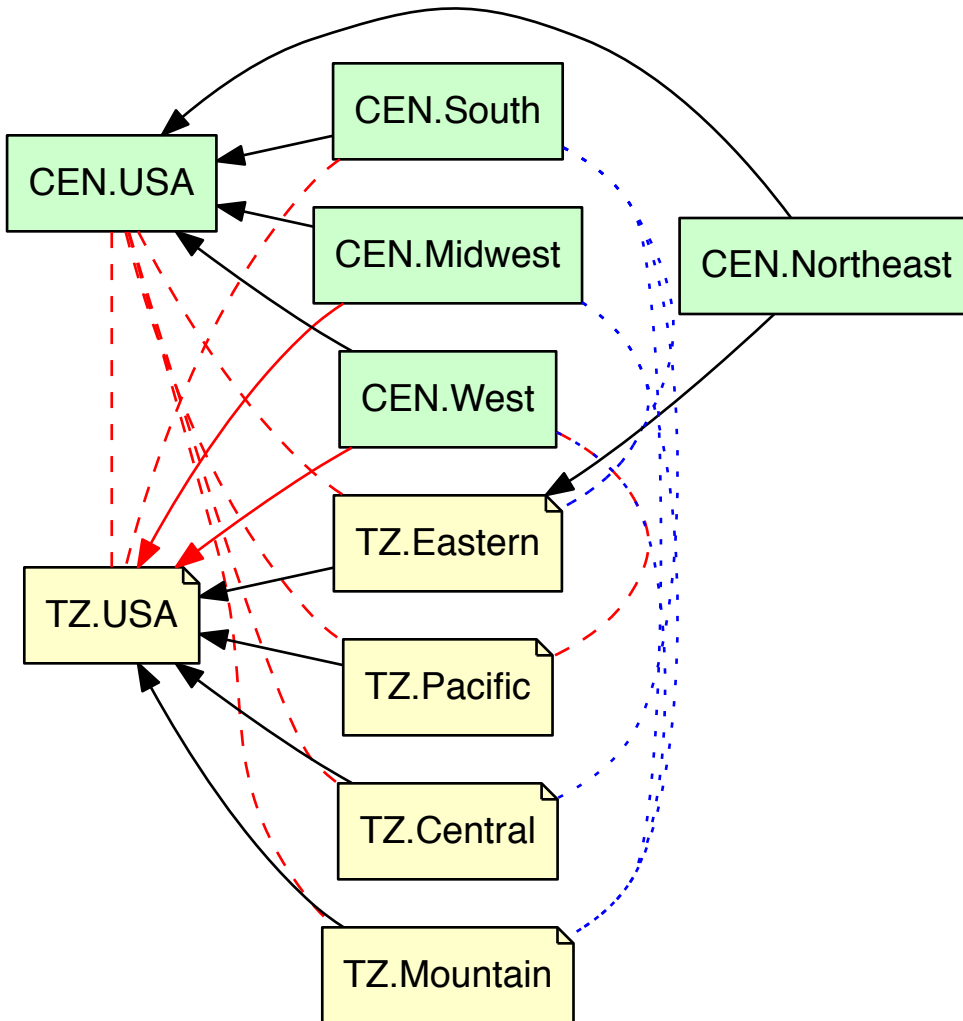 CEN.South
CEN.USA
CEN.Midwest
CEN.Northeast
CEN.West
TZ.Eastern
TZ.USA
TZ.Pacific
TZ.Central
TZ.Mountain